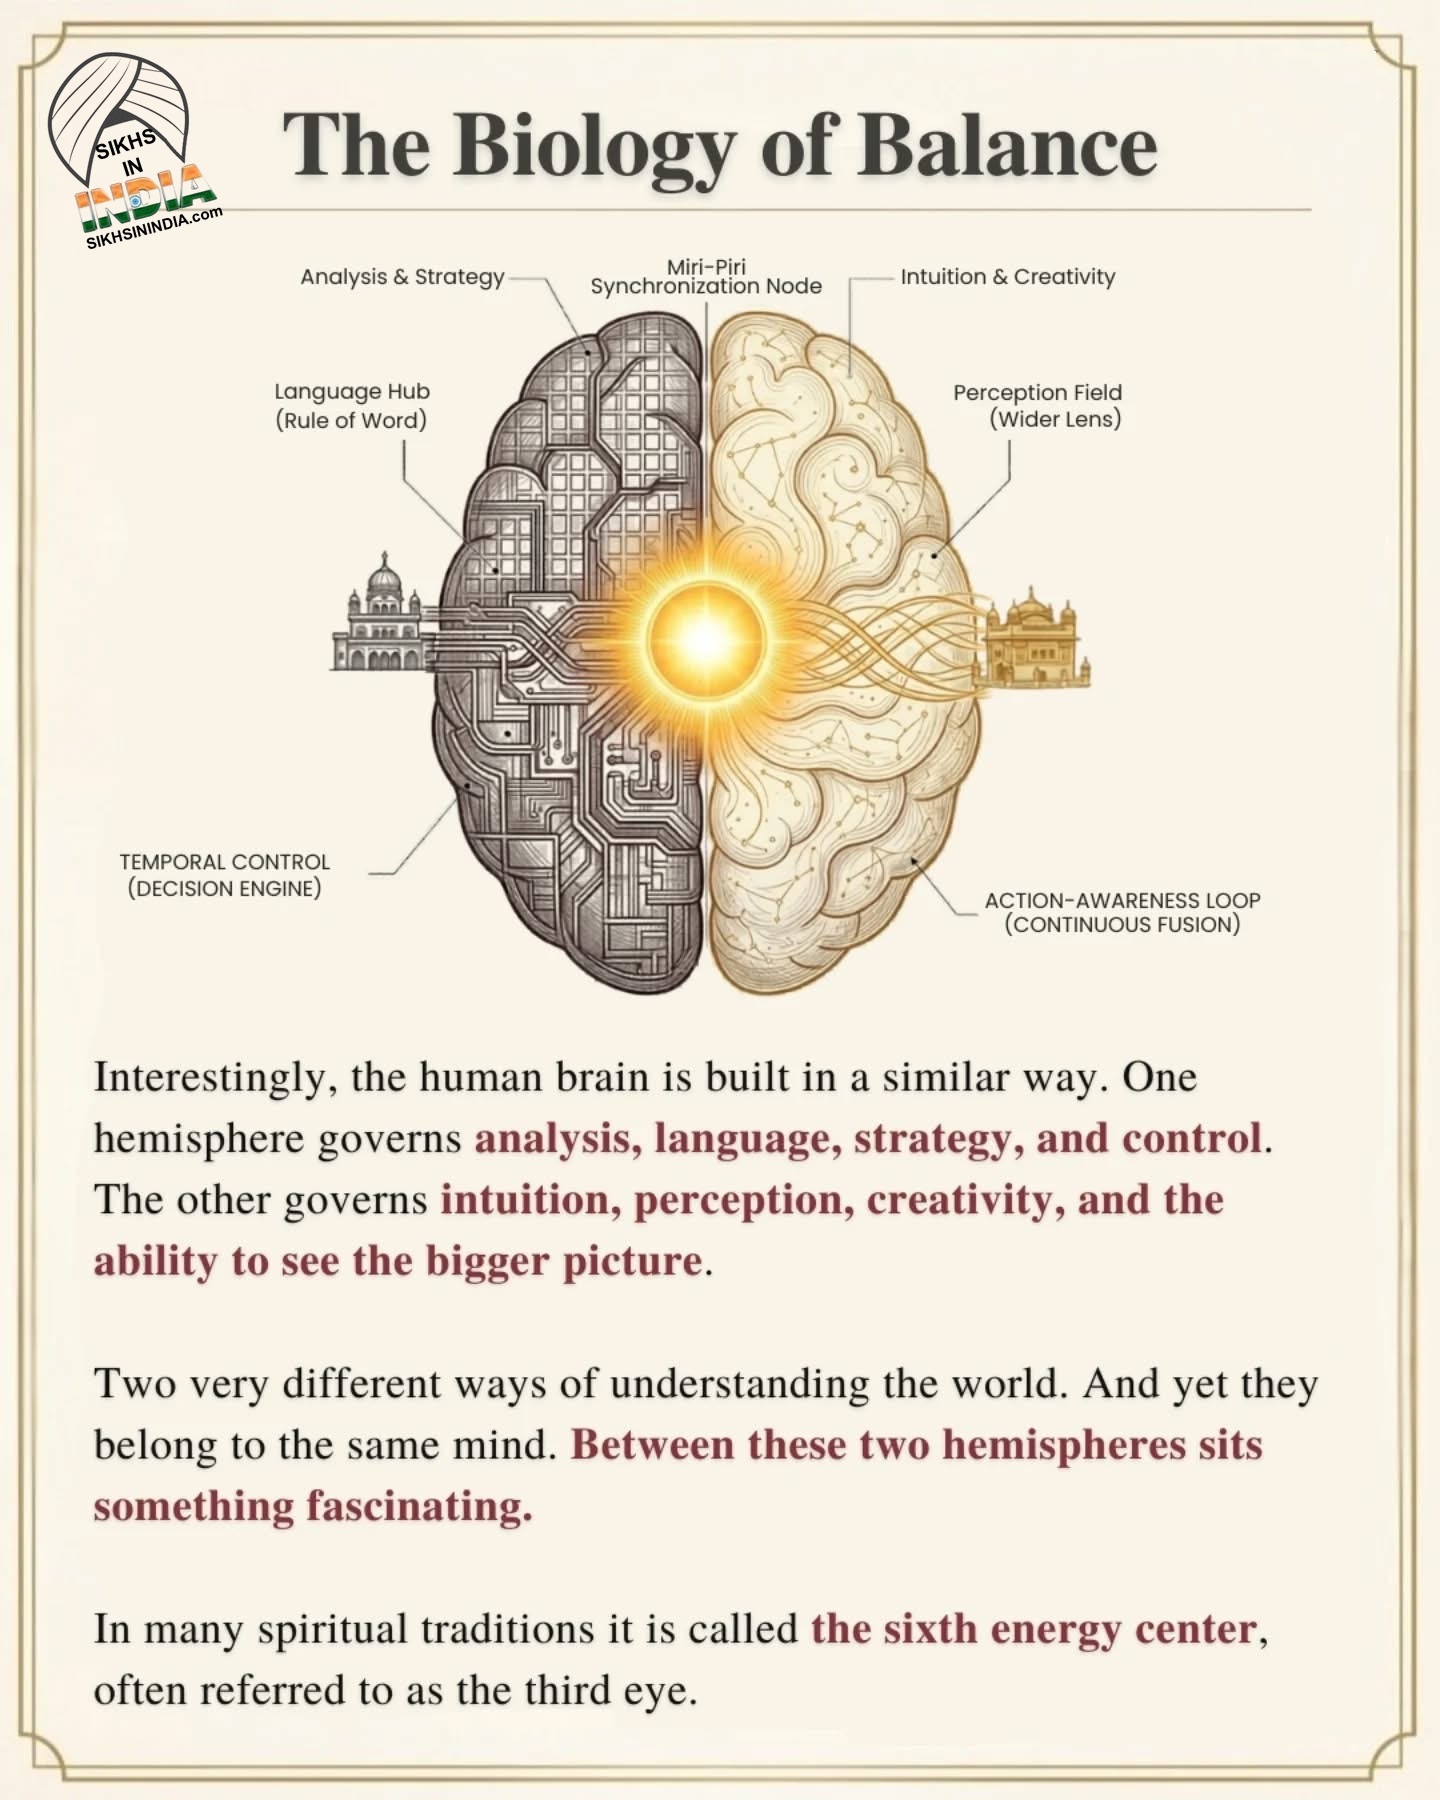 SIKHS
IN
INDIA
SIKHSININDIA.com
The Biology of Balance
Analysis & Strategy
Miri-Piri
Synchronization Node
Intuition & Creativity
Language Hub
(Rule of Word)
Perception Field
(Wider Lens)
TEMPORAL CONTROL
(DECISION ENGINE)
ACTION-AWARENESS LOOP
(CONTINUOUS FUSION)
Interestingly, the human brain is built in a similar way. One
hemisphere governs analysis, language, strategy, and control.
The other governs intuition, perception, creativity, and the
ability to see the bigger picture.
Two very different ways of understanding the world. And yet they
belong to the same mind. Between these two hemispheres sits
something fascinating.
In many spiritual traditions it is called the sixth energy center,
often referred to as the third eye.